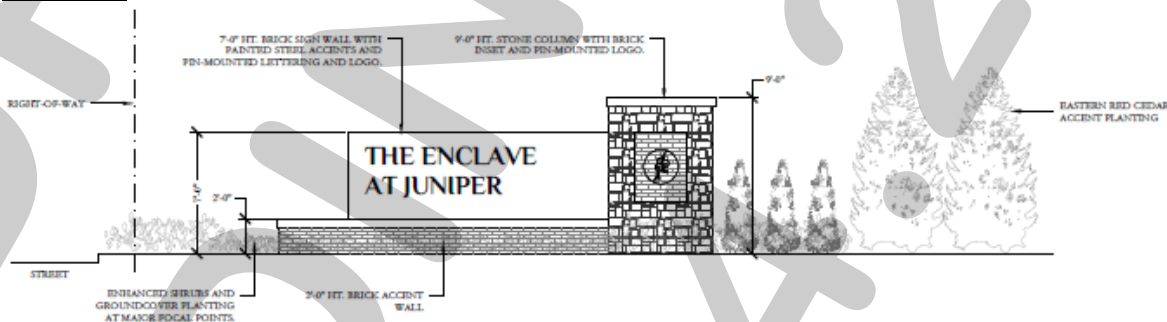 7'-0" HT. BRICK SIGN WALL WITH
PAINTED STEEL ACCENTS AND
PIN-MOUNTED LETTERING AND LOGO.
9'-0" HT. STONE COLUMN WITH BRICK
INSET AND PIN-MOUNTED LOGO.
9'-0"
RIGHT-OF-WAY
EASTERN RED CEDAR
ACCENT PLANTING
THE ENCLAVE
AT JUNIPER
7'-0"
2'-0"
STREET
ENHANCED SHRUBS AND
GROUNDCOVER PLANTING
AT MAJOR FOCAL POINTS.
2'-0" HT. BRICK ACCENT
WALL